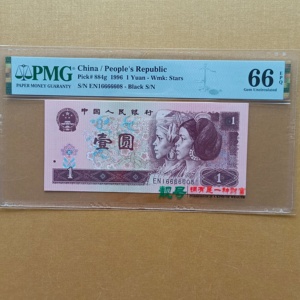 PMG
PAPER MONEY GUARANTY
China / People's Republic
Pick# 884g 1996 1 Yuan - Wmk: Stars
S/N EN16666608 - Black S/N
66 EPQ
Gem Uncirculated
中国人民银行
1
壹圆
1
EN16666608